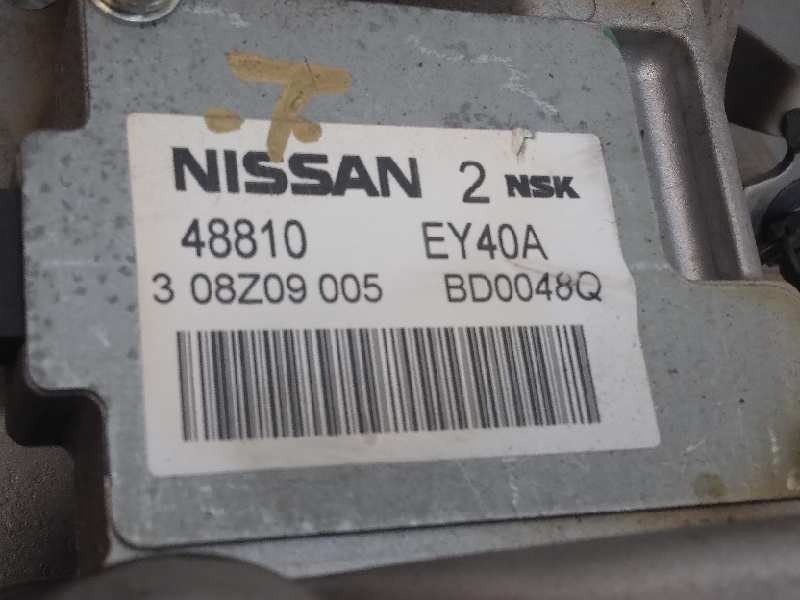 NISSAN 2 NSK
48810 EY40A
3 08Z09 005 BD0048Q